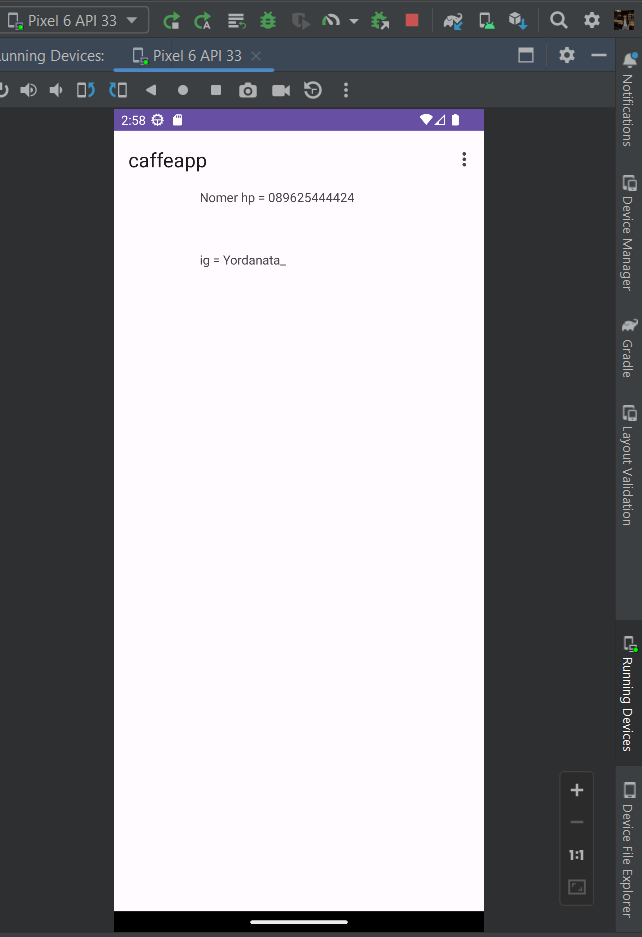 Pixel 6 API 33
unning Devices:
Pixel 6 API 33
2:58
caffeapp
Nomer hp = 089625444424
ig = Yordanata_
1:1
Notifications
Device Manager
Gradle
Layout Validation
Running Devices
Device File Explorer